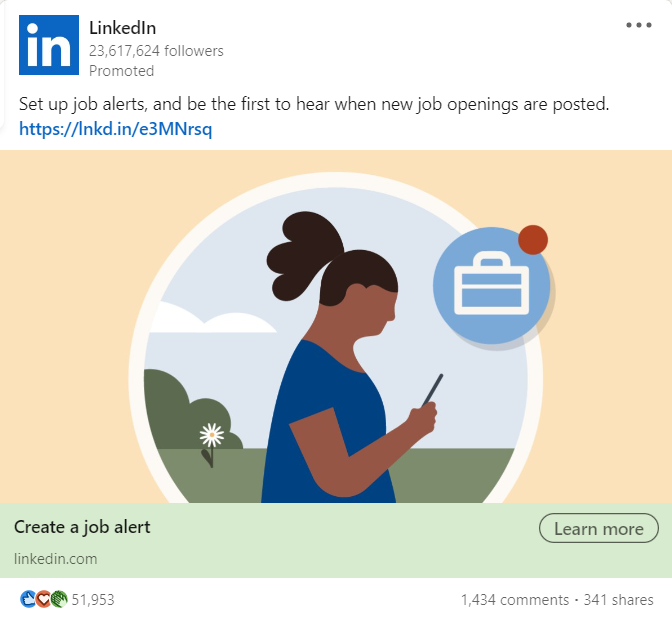 in
LinkedIn
23,617,624 followers
Promoted
Set up job alerts, and be the first to hear when new job openings are posted.
https://lnkd.in/e3MNrsq
Create a job alert
Learn more
linkedin.com
51,953
1,434 comments • 341 shares